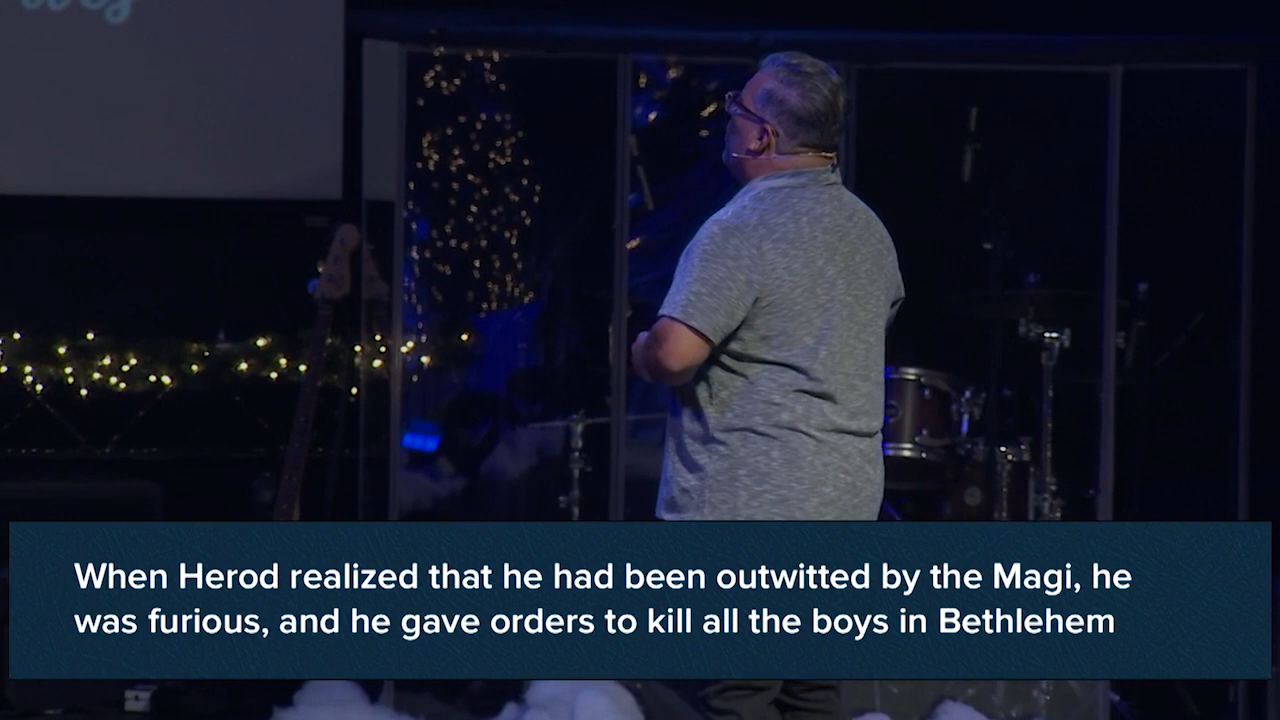 When Herod realized that he had been outwitted by the Magi, he
was furious, and he gave orders to kill all the boys in Bethlehem